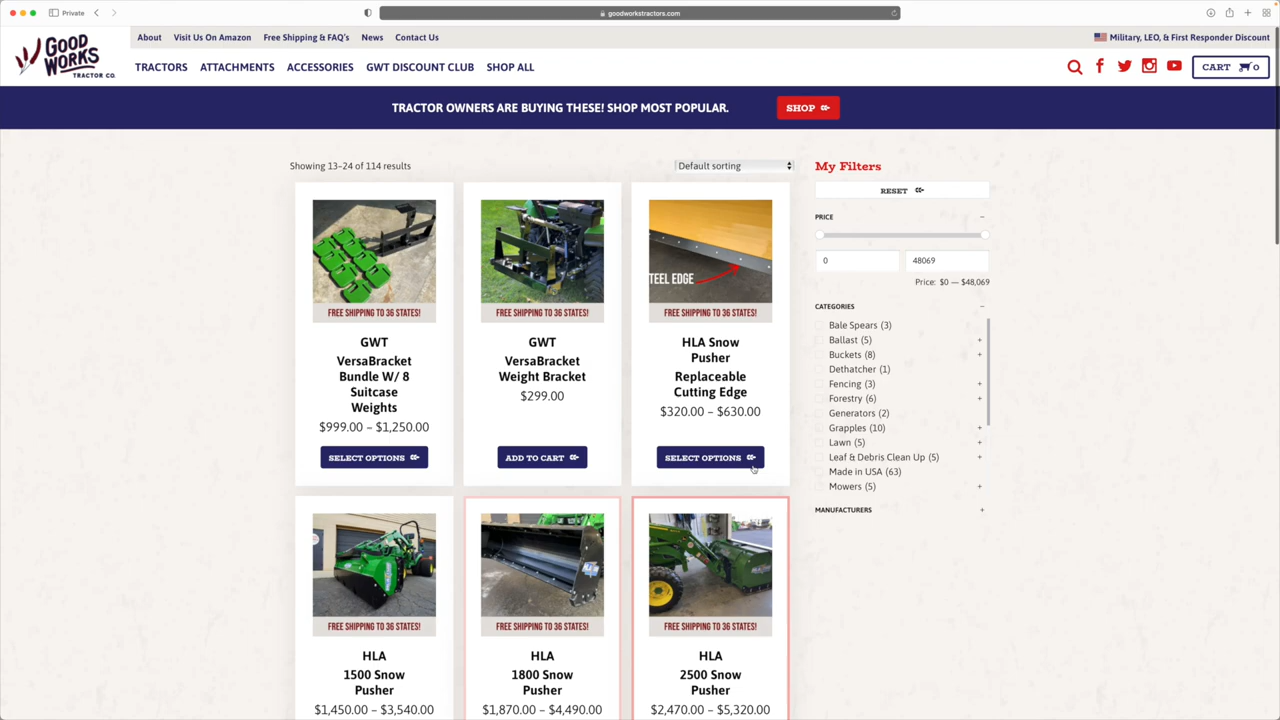 Private
goodworkstractors.com
GOOD
WORKS
TRACTOR CO.
About
Visit Us On Amazon
Free Shipping & FAQ's
News
Contact Us
Military, LEO, & First Responder Discount
TRACTORS
ATTACHMENTS
ACCESSORIES
GWT DISCOUNT CLUB
SHOP ALL
CART
0
TRACTOR OWNERS ARE BUYING THESE! SHOP MOST POPULAR.
SHOP
Showing 13–24 of 114 results
Default sorting
FREE SHIPPING TO 36 STATES!
GWT
VersaBracket
Bundle W/ 8
Suitcase
Weights
$999.00 – $1,250.00
SELECT OPTIONS
FREE SHIPPING TO 36 STATES!
GWT
VersaBracket
Weight Bracket
$299.00
ADD TO CART
STEEL EDGE
FREE SHIPPING TO 36 STATES!
HLA Snow
Pusher
Replaceable
Cutting Edge
$320.00 – $630.00
SELECT OPTIONS
FREE SHIPPING TO 36 STATES!
HLA
1500 Snow
Pusher
$1,450.00 – $3,540.00
FREE SHIPPING TO 36 STATES!
HLA
1800 Snow
Pusher
$1,870.00 – $4,490.00
FREE SHIPPING TO 36 STATES!
HLA
2500 Snow
Pusher
$2,470.00 – $5,320.00
My Filters
RESET
PRICE
0
48069
Price: $0 — $48,069
CATEGORIES
Bale Spears (3)
Ballast (5)
Buckets (8)
Dethatcher (1)
Fencing (3)
Forestry (6)
Generators (2)
Grapples (10)
Lawn (5)
Leaf & Debris Clean Up (5)
Made in USA (63)
Mowers (5)
MANUFACTURERS